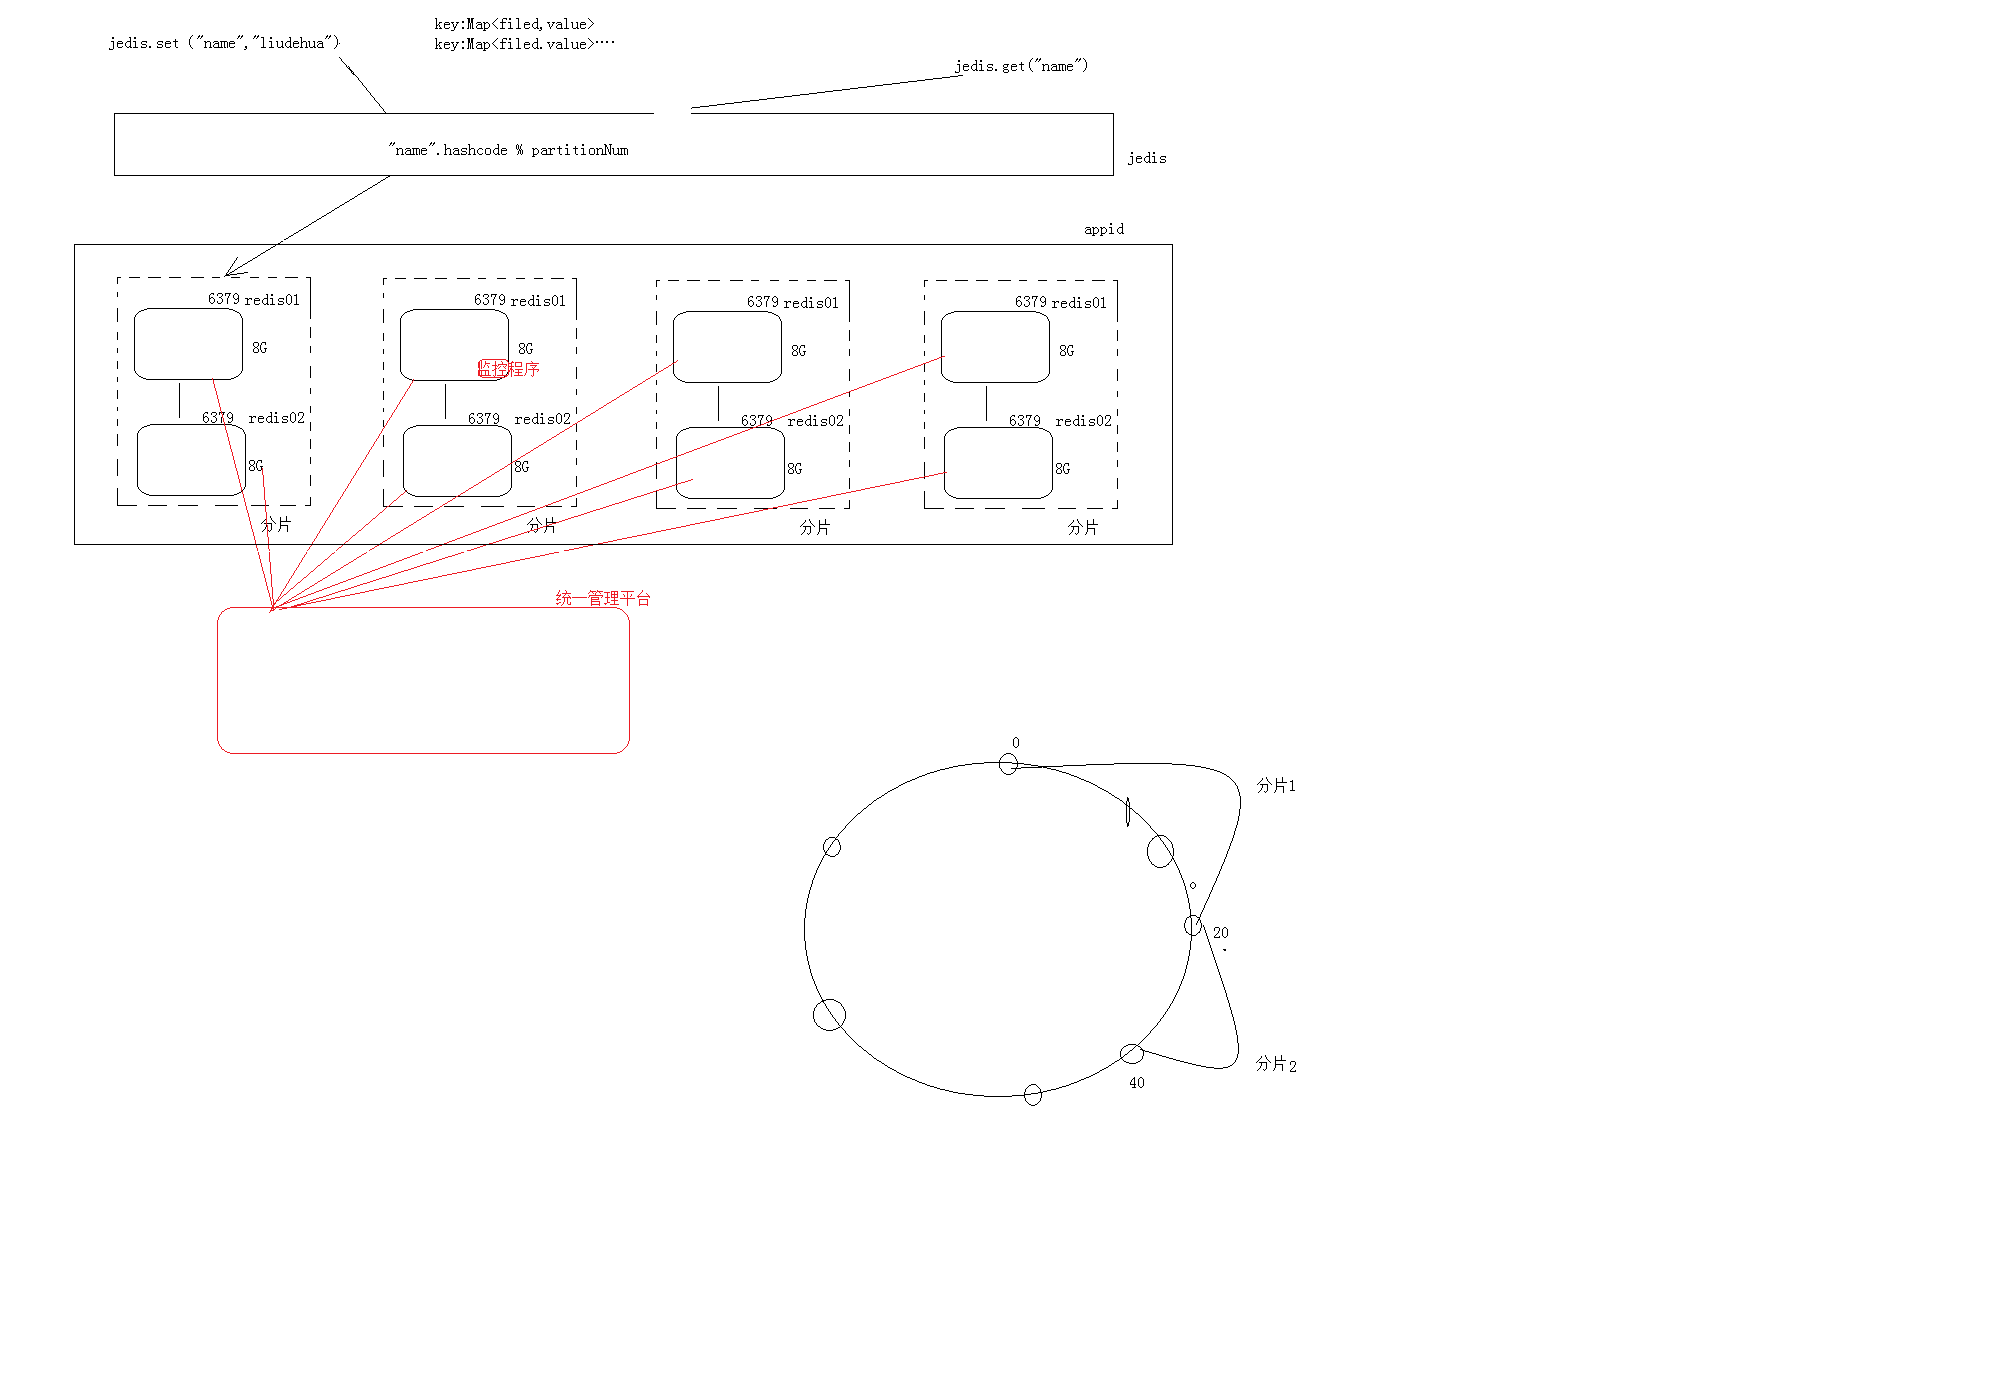 key:Map<filed,value>
key:Map<filed.value>····
jedis.set ("name","liudehua")
jedis.get("name")
"name".hashcode % partitionNum
jedis
appid
6379 redis01
6379 redis01
6379 redis01
6379 redis01
8G
8G
8G
8G
监控程序
6379 redis02
6379 redis02
6379 redis02
6379 redis02
8G
8G
8G
8G
分片
分片
分片
分片
统一管理平台
0
分片1
20
分片2
40